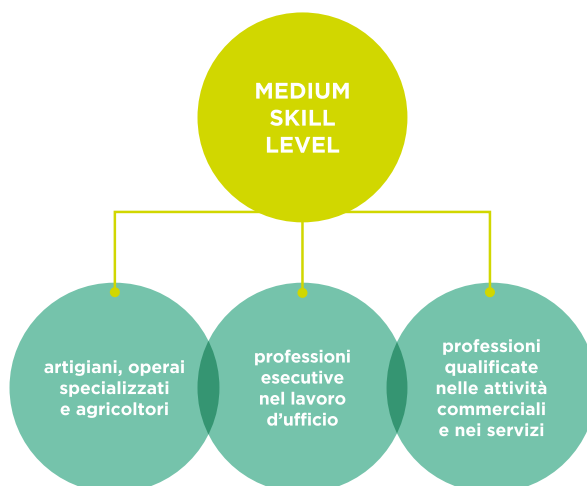 MEDIUM
SKILL
LEVEL
artigiani, operai
specializzati
e agricoltori
professioni
esecutive
nel lavoro
d’ufficio
professioni
qualificate
nelle attività
commerciali
e nei servizi